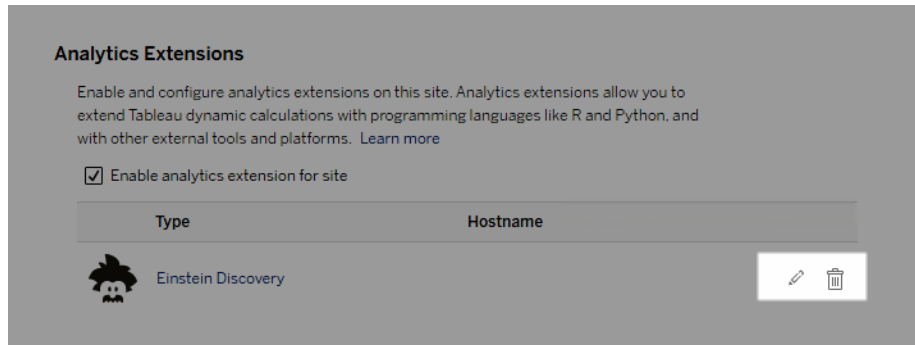 Analytics Extensions
Enable and configure analytics extensions on this site. Analytics extensions allow you to
extend Tableau dynamic calculations with programming languages like R and Python, and
with other external tools and platforms. Learn more
Enable analytics extension for site
Type Hostname
Einstein Discovery